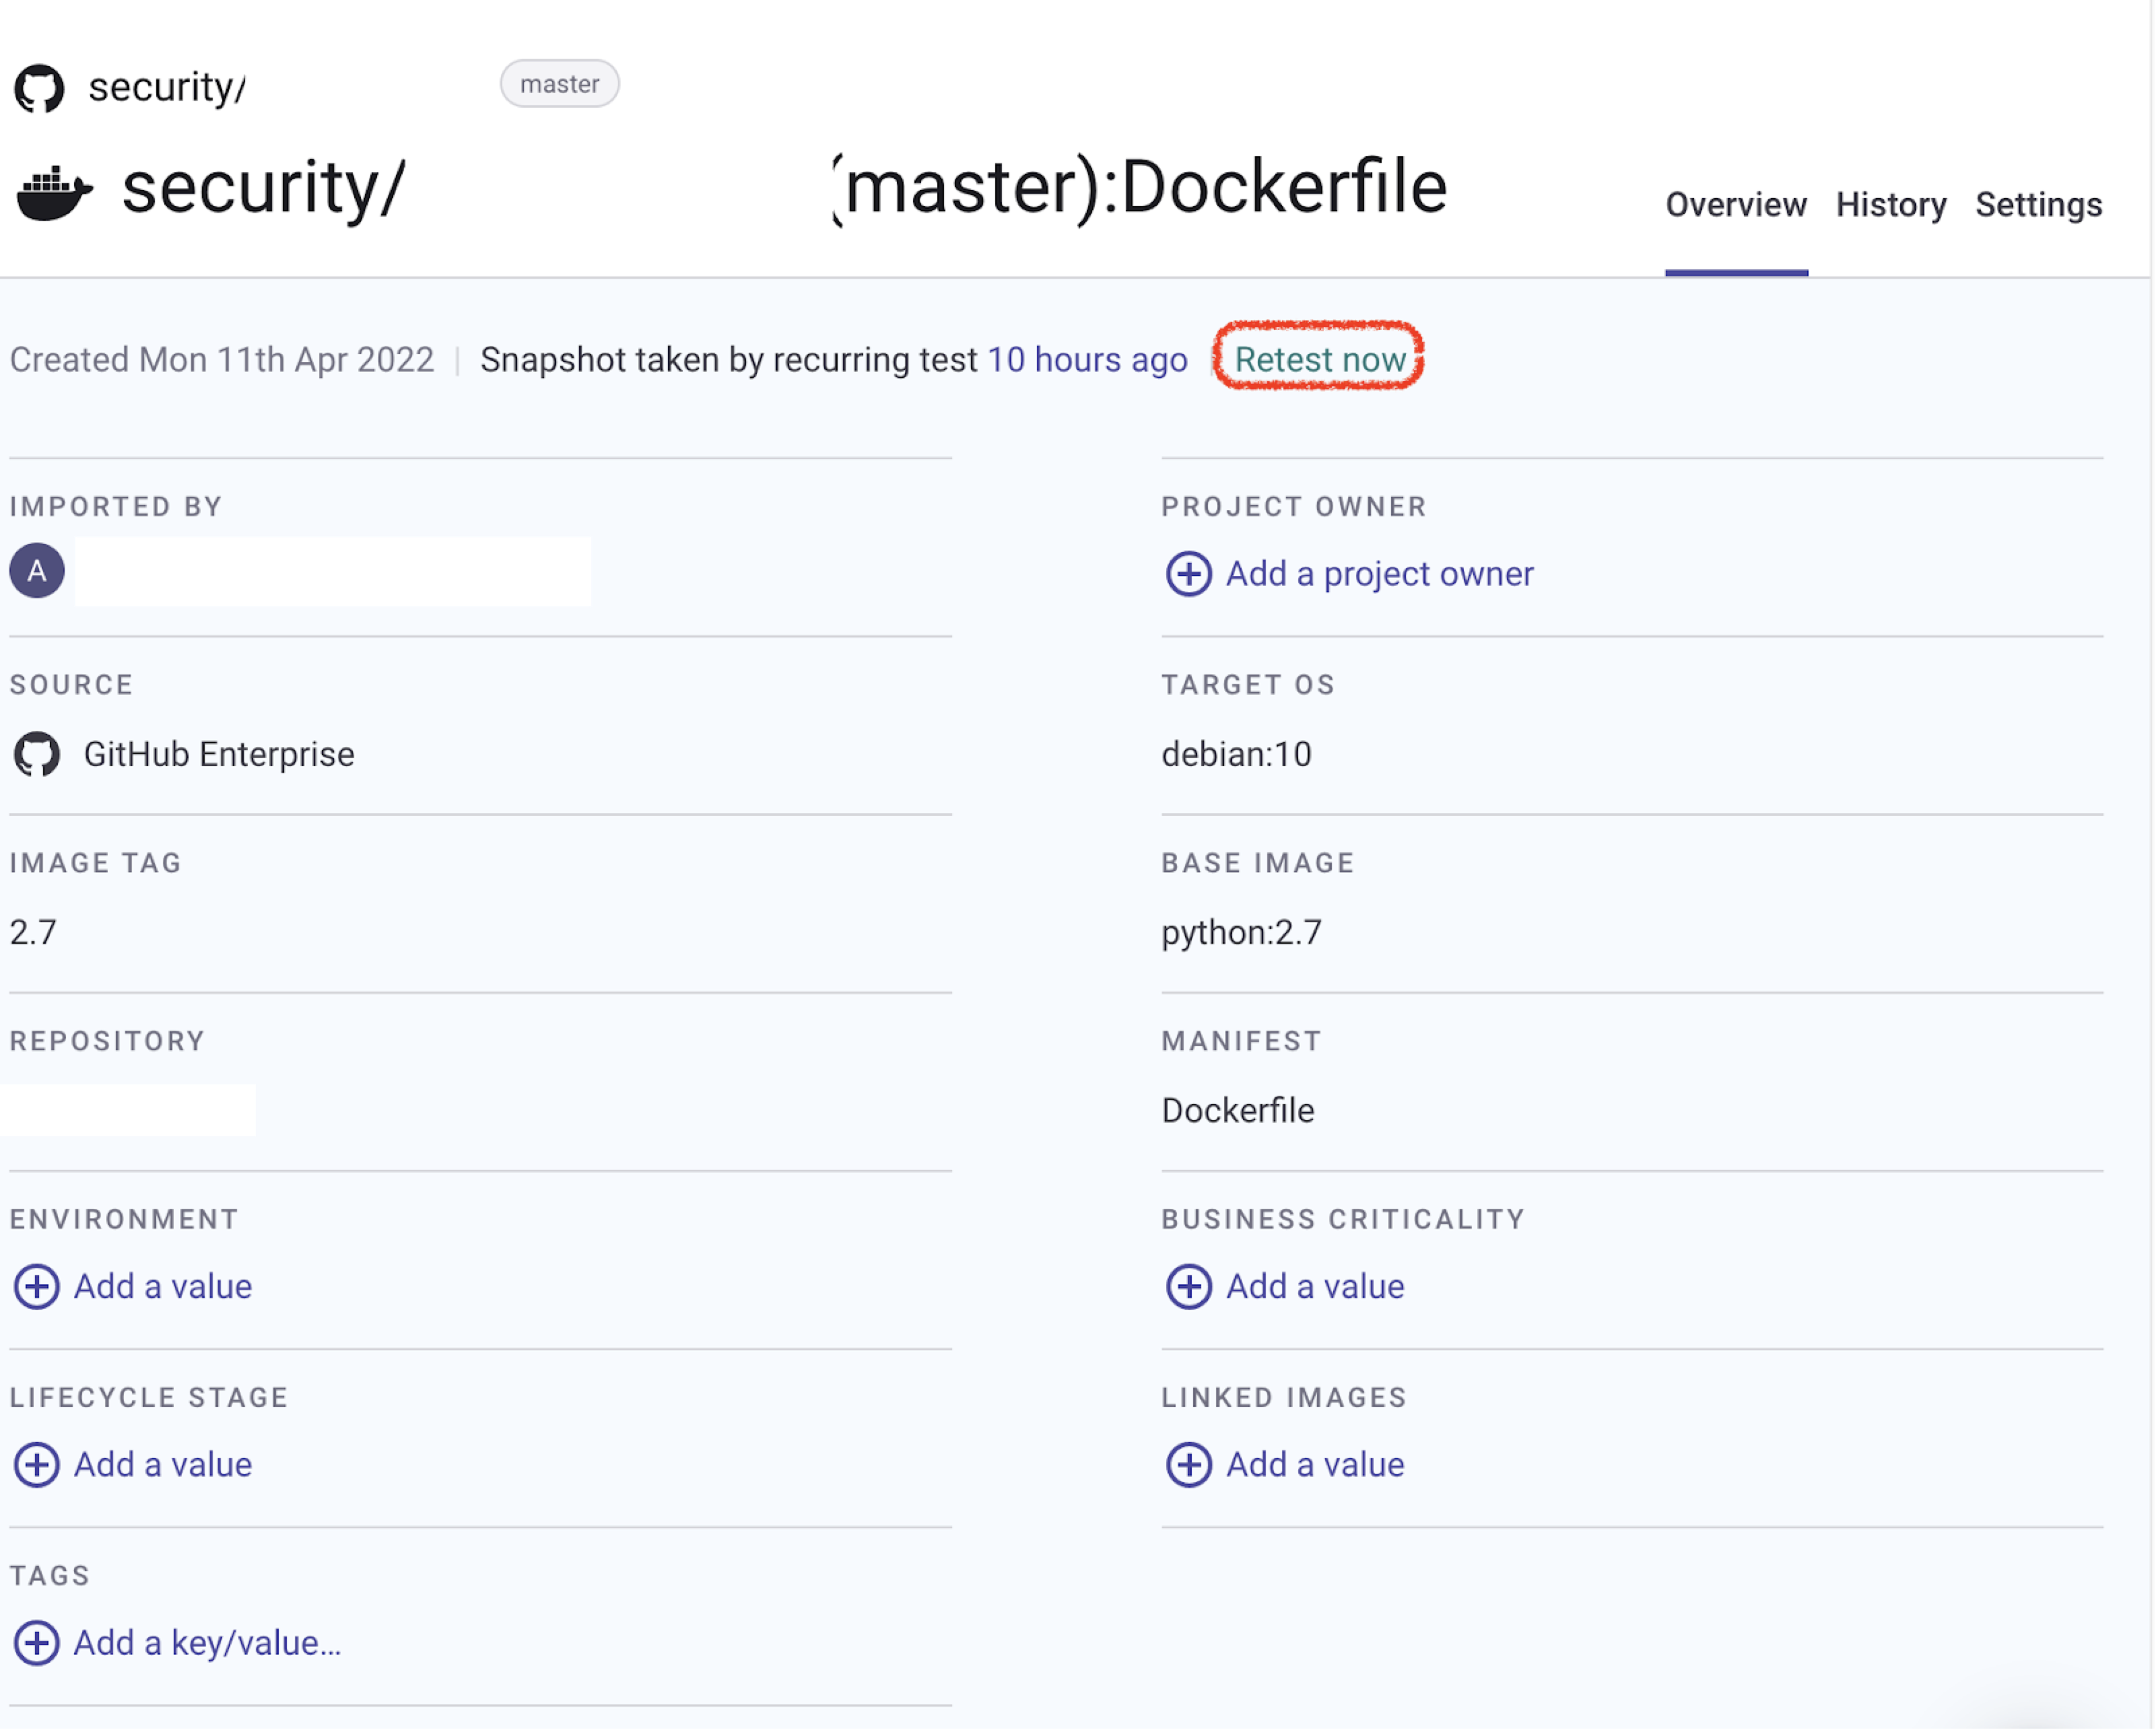 security/ master
security/ (master):Dockerfile
Overview History Settings
Created Mon 11th Apr 2022 | Snapshot taken by recurring test 10 hours ago | Retest now
IMPORTED BY
A
PROJECT OWNER
Add a project owner
SOURCE
GitHub Enterprise
TARGET OS
debian:10
IMAGE TAG
2.7
BASE IMAGE
python:2.7
REPOSITORY
MANIFEST
Dockerfile
ENVIRONMENT
Add a value
BUSINESS CRITICALITY
Add a value
LIFECYCLE STAGE
Add a value
LINKED IMAGES
Add a value
TAGS
Add a key/value...